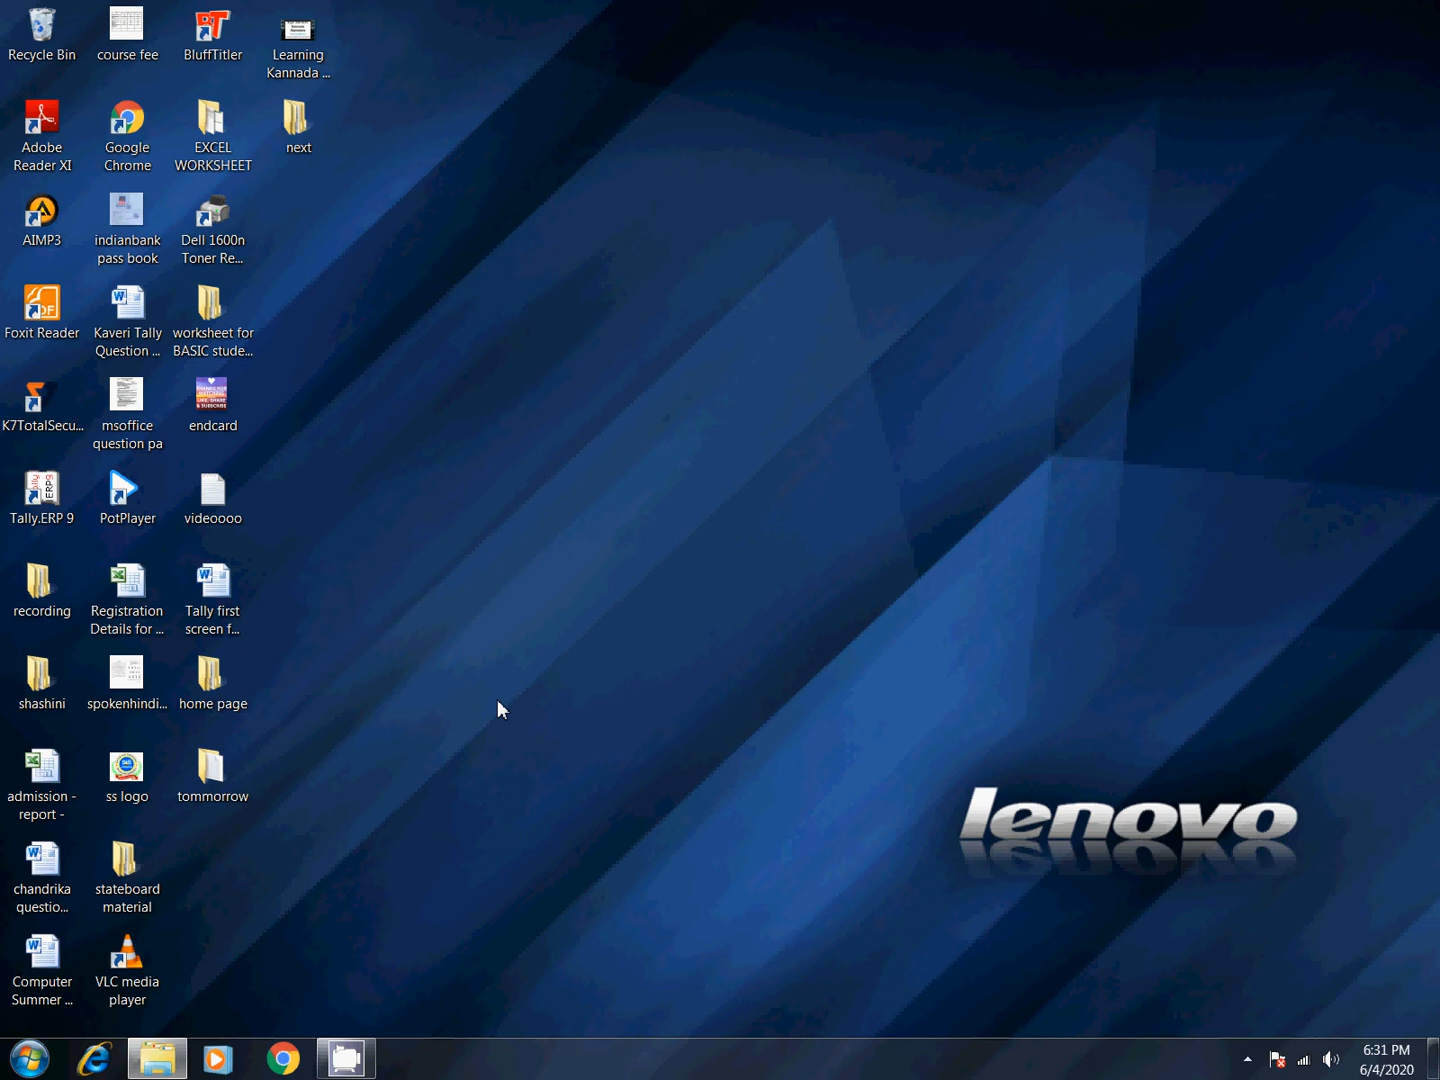 Recycle Bin
course fee
BluffTitler
Learning
Kannada ...
Adobe
Reader XI
Google
Chrome
EXCEL
WORKSHEET
next
AIMP3
indianbank
pass book
Dell 1600n
Toner Re...
Foxit Reader
Kaveri Tally
Question ...
worksheet for
BASIC stude...
K7TotalSecu...
msoffice
question pa
endcard
Tally.ERP 9
PotPlayer
videoooo
recording
Registration
Details for ...
Tally first
screen f...
shashini
spokenhindi...
home page
admission -
report -
ss logo
tommorrow
chandrika
questio...
stateboard
material
Computer
Summer ...
VLC media
player
lenovo
6:31 PM
6/4/2020